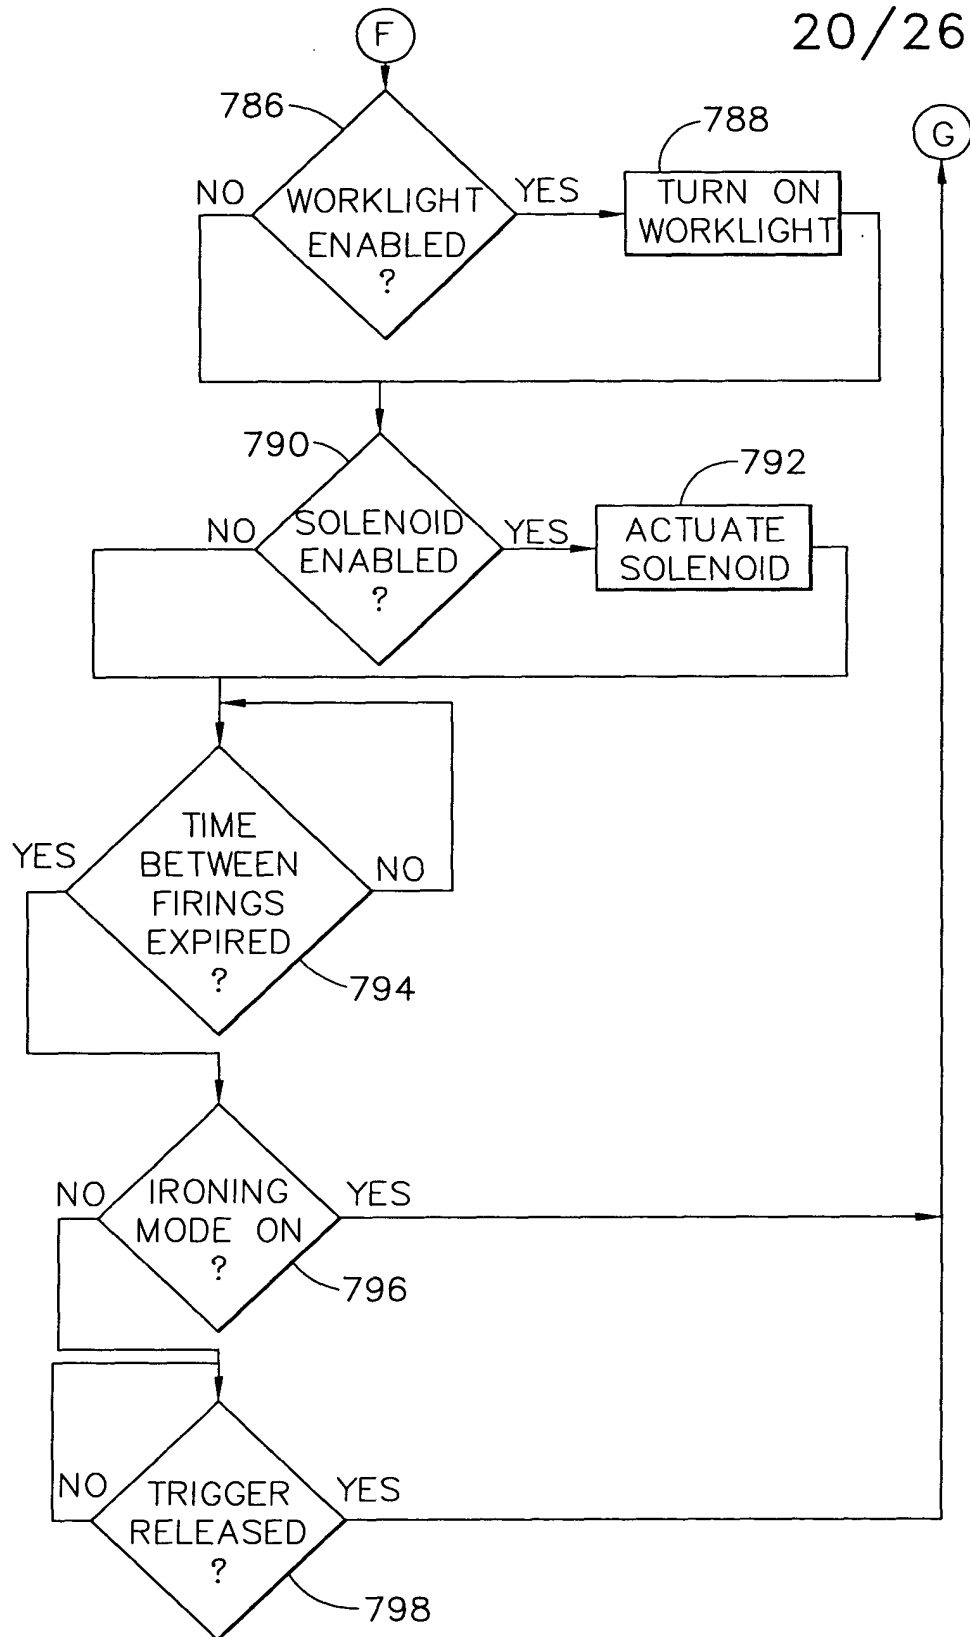 20/26
F
786
788
G
NO
WORKLIGHT
ENABLED
?
YES
TURN ON
WORKLIGHT
790
792
NO
SOLENOID
ENABLED
?
YES
ACTUATE
SOLENOID
YES
TIME
BETWEEN
FIRINGS
EXPIRED
?
NO
794
NO
IRONING
MODE ON
?
YES
796
NO
TRIGGER
RELEASED
?
YES
798